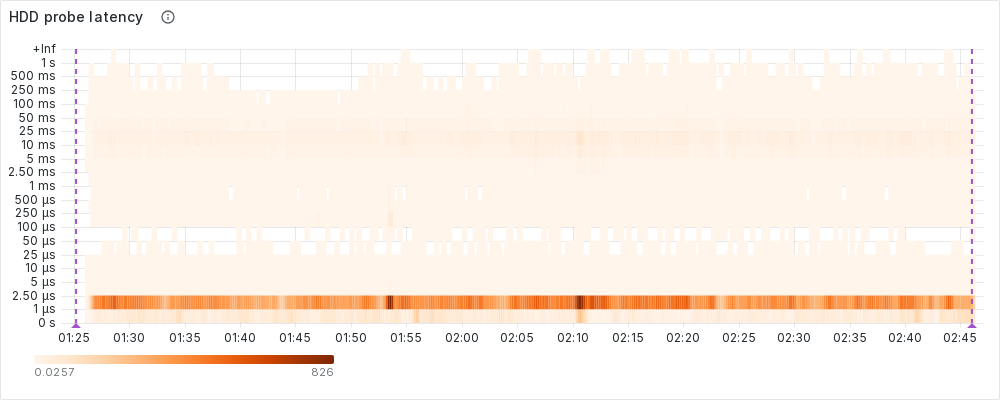 HDD probe latency
+Inf
1 s
500 ms
250 ms
100 ms
50 ms
25 ms
10 ms
5 ms
2.50 ms
1 ms
500 µs
250 µs
100 µs
50 µs
25 µs
10 µs
5 µs
2.50 µs
1 µs
0 s
01:25 01:30 01:35 01:40 01:45 01:50 01:55 02:00 02:05 02:10 02:15 02:20 02:25 02:30 02:35 02:40 02:45
0.0257 826